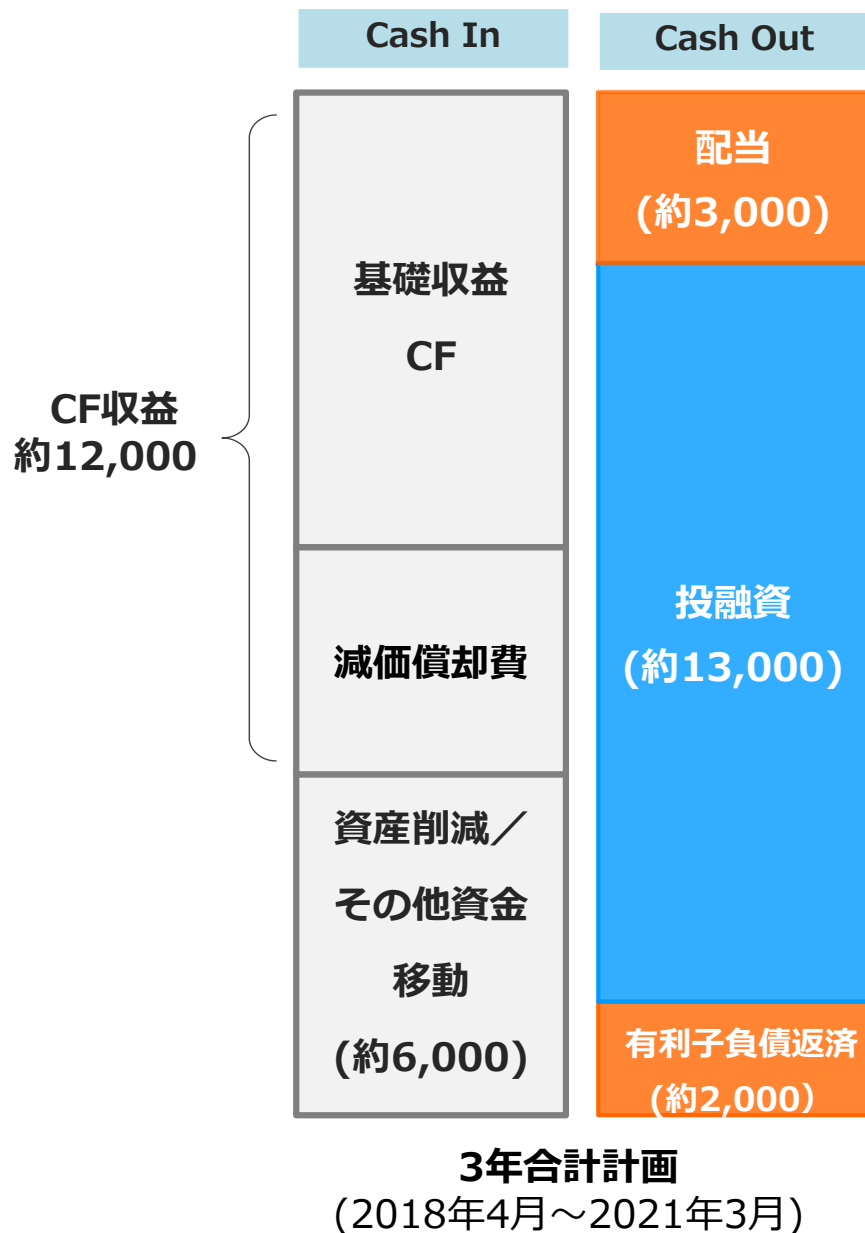 Cash In
Cash Out
CF収益
約12,000
基礎収益
CF
減価償却費
資産削減／
その他資金
移動
(約6,000)
配当
(約3,000)
投融資
(約13,000)
有利子負債返済
(約2,000）
3年合計計画
(2018年4月～2021年3月)